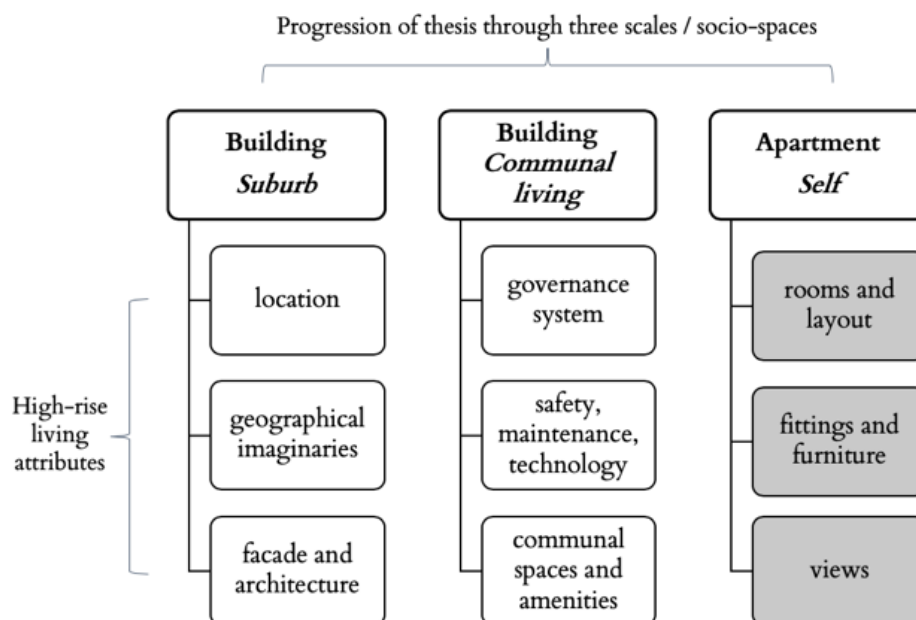 Progression of thesis through three scales / socio-spaces
Building
Suburb
Building
Communal
living
Apartment
Self
High-rise
living
attributes
location
geographical
imaginaries
facade and
architecture
governance
system
safety,
maintenance,
technology
communal
spaces and
amenities
rooms and
layout
fittings and
furniture
views